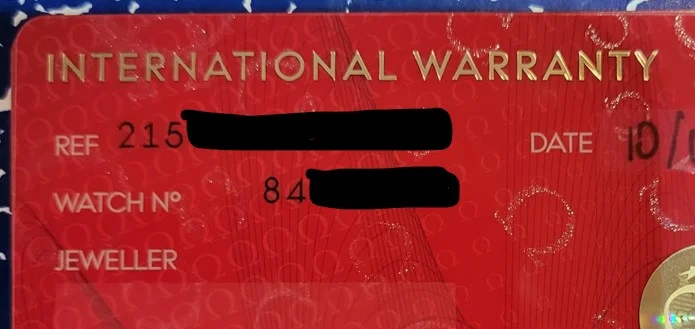 INTERNATIONAL WARRANTY
REF 215 DATE 10/
WATCH Nº 84
JEWELLER